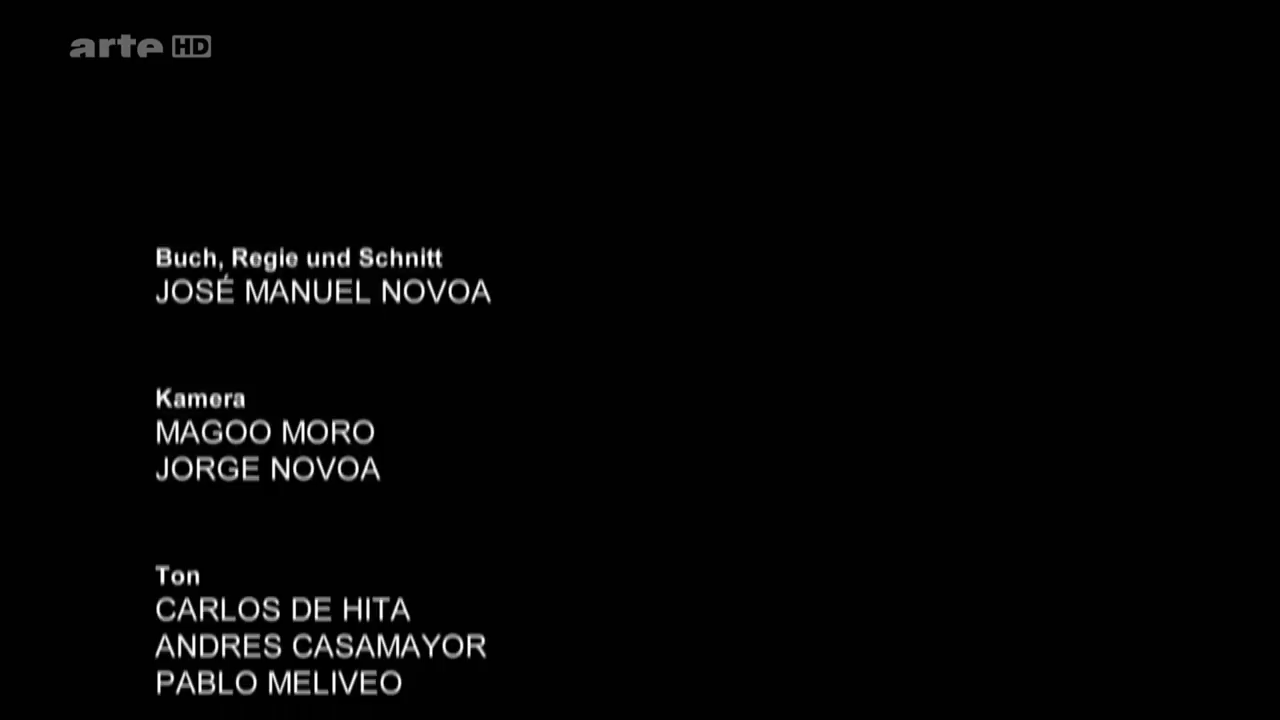 arte HD
Buch, Regie und Schnitt
JOSÉ MANUEL NOVOA
Kamera
MAGOO MORO
JORGE NOVOA
Ton
CARLOS DE HITA
ANDRES CASAMAYOR
PABLO MELIVEO